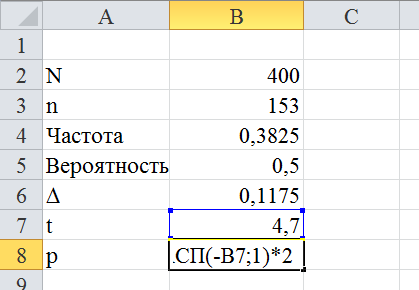 A B C
1
2 N 400
3 n 153
4 Частота 0,3825
5 Вероятность 0,5
6 Δ 0,1175
7 t 4,7
8 p .СП(-B7;1)*2
9